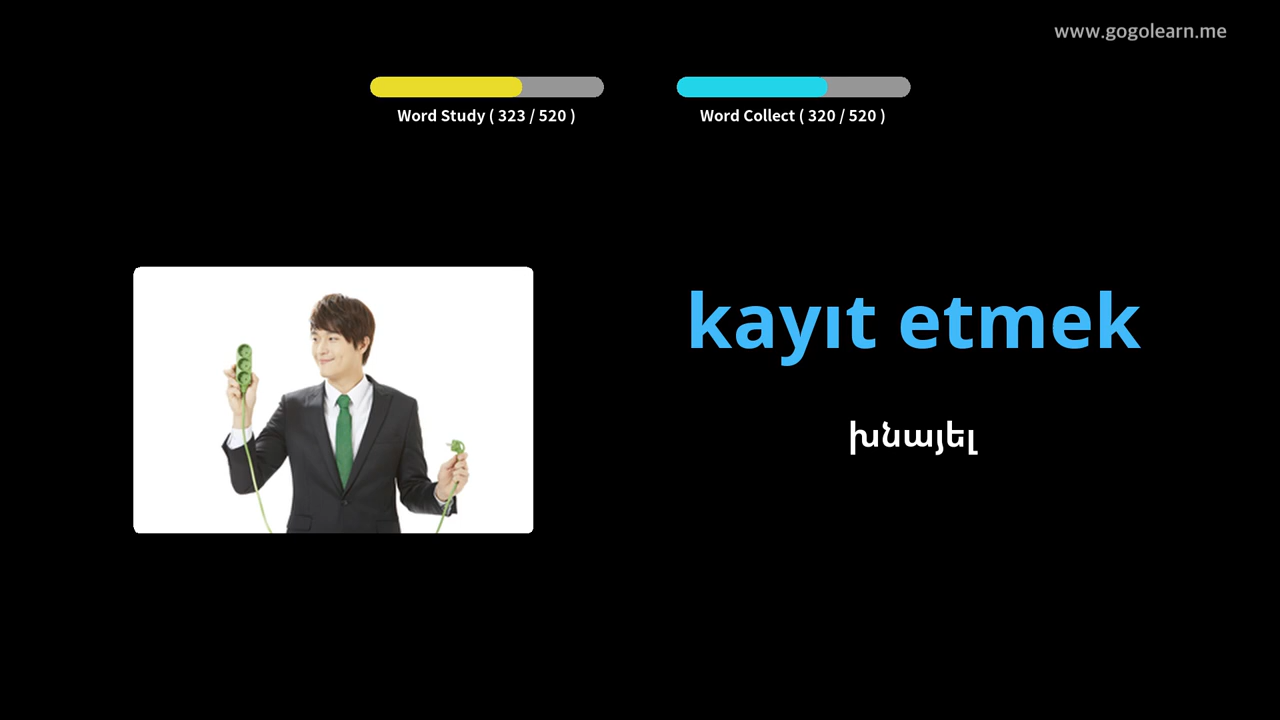 www.gogolearn.me
Word Study ( 323 / 520 )
Word Collect ( 320 / 520 )
kayıt etmek
խնայել